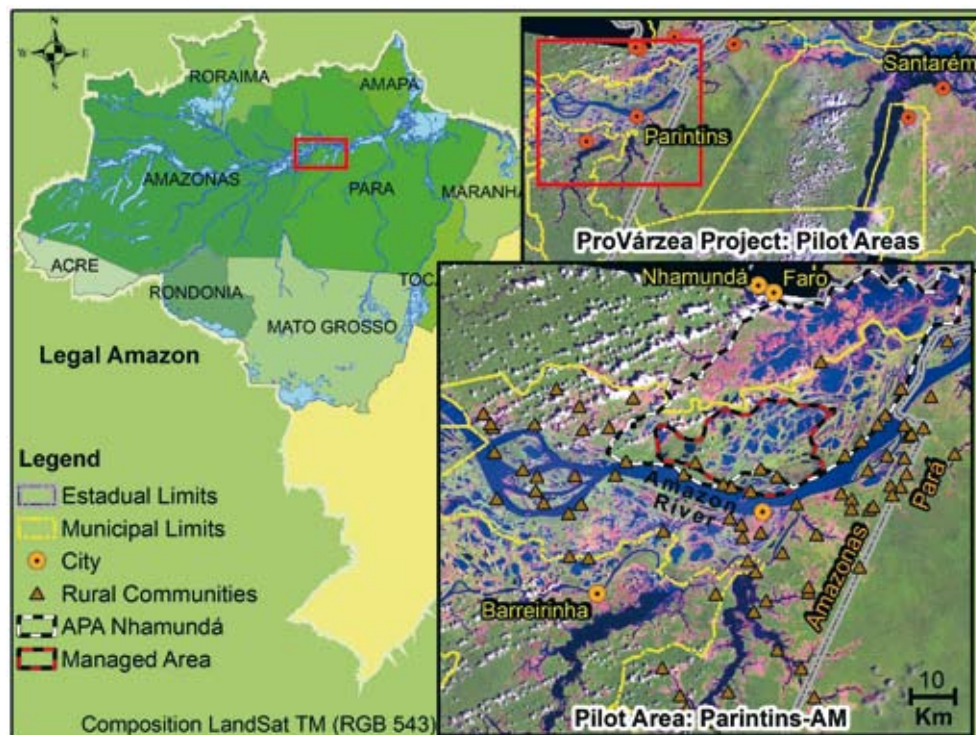 N
W E
S
RORAIMA
AMAPA
AMAZONAS
PARA
MARANHA
ACRE
RONDONIA
TOC
MATO GROSSO
Legal Amazon
Legend
Estadual Limits
Municipal Limits
City
Rural Communities
APA Nhamundá
Managed Area
Composition LandSat TM (RGB 543)
Santarém
Parintins
ProVárzea Project: Pilot Areas
Nhamundá
Faro
Amazon
River
Pará
Amazonas
Barreirinha
10
Km
Pilot Area: Parintins-AM